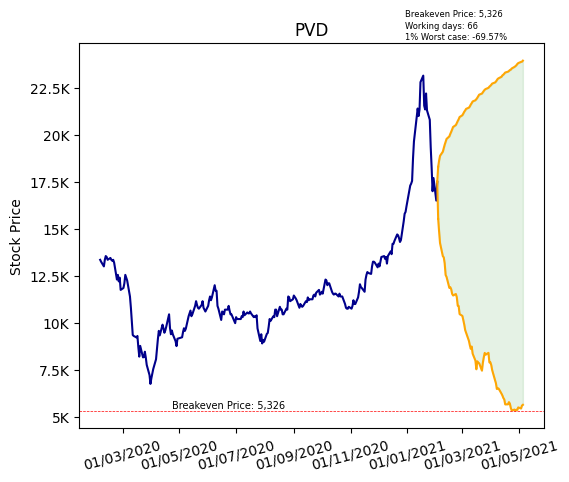 Breakeven Price: 5,326
Working days: 66
1% Worst case: -69.57%
PVD
Stock Price
22.5K
20K
17.5K
15K
12.5K
10K
7.5K
5K
Breakeven Price: 5,326
01/03/2020
01/05/2021
01/07/2020
01/09/2020
01/11/2020
01/01/2021
01/03/2021
01/05/2021